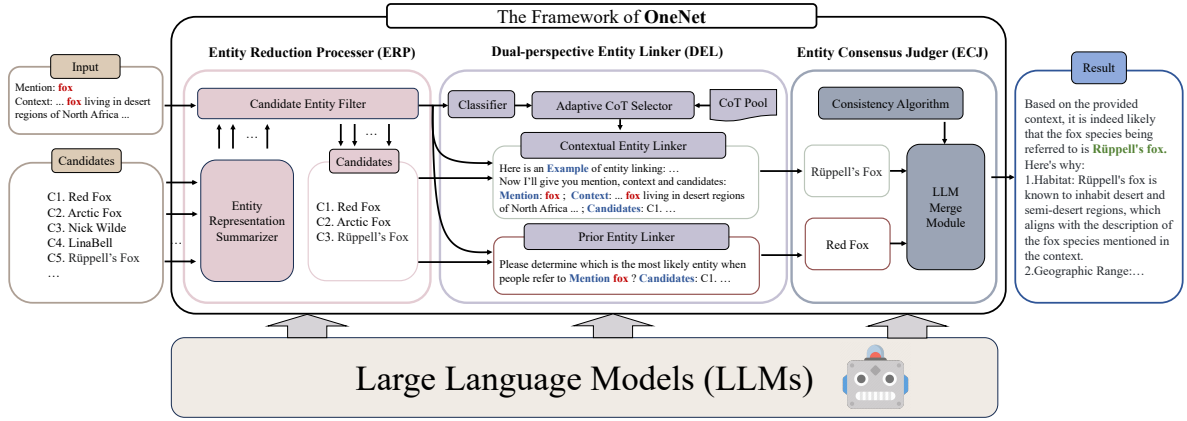 The Framework of OneNet
Entity Reduction Processer (ERP)
Dual-perspective Entity Linker (DEL)
Entity Consensus Judger (ECJ)
Input
Mention: fox
Context: ... fox living in desert
regions of North Africa ...
Candidates
C1. Red Fox
C2. Arctic Fox
C3. Nick Wilde
C4. LinaBell
C5. Rüppell's Fox
...
...
Candidate Entity Filter
...
...
Entity
Representation
Summarizer
Candidates
C1. Red Fox
C2. Arctic Fox
C3. Rüppell's Fox
Classifier
Adaptive CoT Selector
CoT Pool
Contextual Entity Linker
Here is an Example of entity linking: ...
Now I'll give you mention, context and candidates:
Mention: fox ; Context: ... fox living in desert regions
of North Africa ... ; Candidates: C1. ...
Prior Entity Linker
Please determine which is the most likely entity when
people refer to Mention fox ? Candidates: C1. ...
Consistency Algorithm
Rüppell's Fox
Red Fox
LLM
Merge
Module
Result
Based on the provided
context, it is indeed likely
that the fox species being
referred to is Rüppell's fox.
Here's why:
1.Habitat: Rüppell's fox is
known to inhabit desert and
semi-desert regions, which
aligns with the description of
the fox species mentioned in
the context.
2.Geographic Range:...
Large Language Models (LLMs)